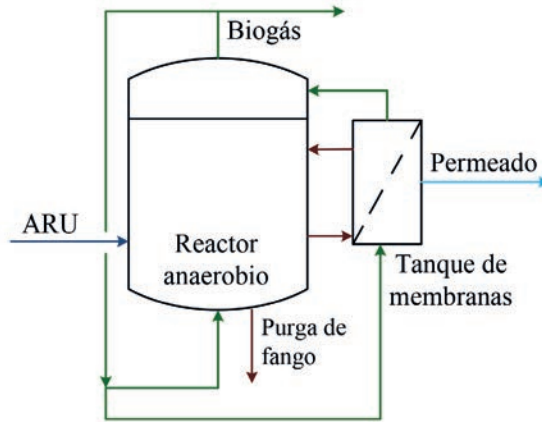 Biogás
ARU
Reactor
anaerobio
Permeado
Tanque de
membranas
Purga de
fango